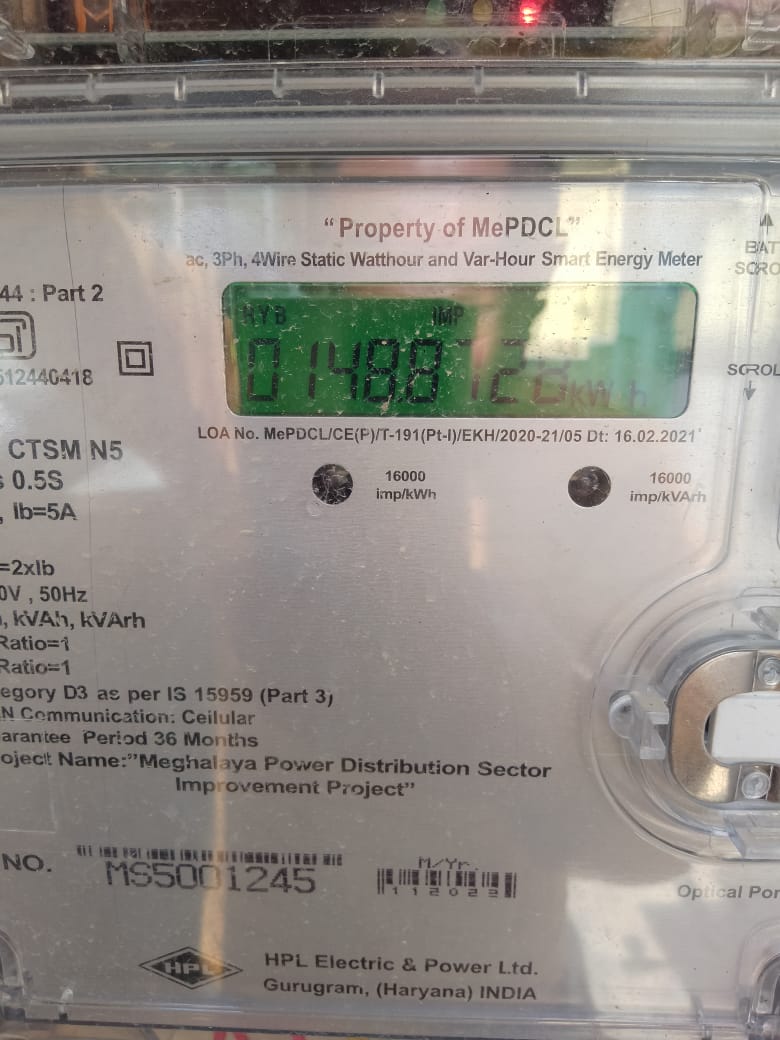 "Property of MePDCL"
ac, 3Ph, 4Wire Static Watthour and Var-Hour Smart Energy Meter
44 : Part 2
RYB IMP
kWh
512440418
BAT
SCRO
SCROL
LOA No. MePDCL/CE(P)/T-191(Pt-I)/EKH/2020-21/05 Dt: 16.02.2021
CTSM N5
s 0.5S
, Ib=5A
16000
imp/kWh
16000
imp/kVArh
=2xIb
0V , 50Hz
, kVAh, kVArh
Ratio=1
Ratio=1
egory D3 as per IS 15959 (Part 3)
N Communication: Cellular
arantee Period 36 Months
oject Name:"Meghalaya Power Distribution Sector
Improvement Project"
NO.
MS5001245
M/Yr.
112022
Optical Por
HPL
HPL Electric & Power Ltd.
Gurugram, (Haryana) INDIA